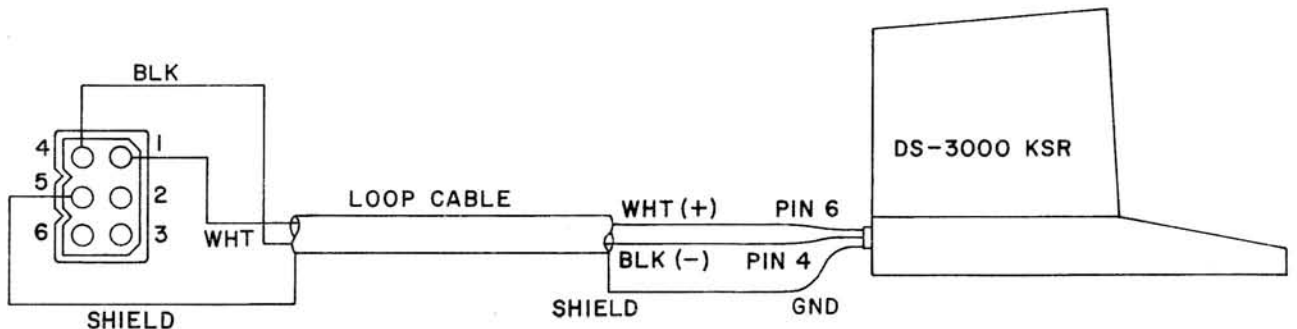 BLK
4 1
5 2
6 3
WHT
SHIELD
LOOP CABLE
WHT (+) PIN 6
BLK (-) PIN 4
SHIELD GND
DS-3000 KSR